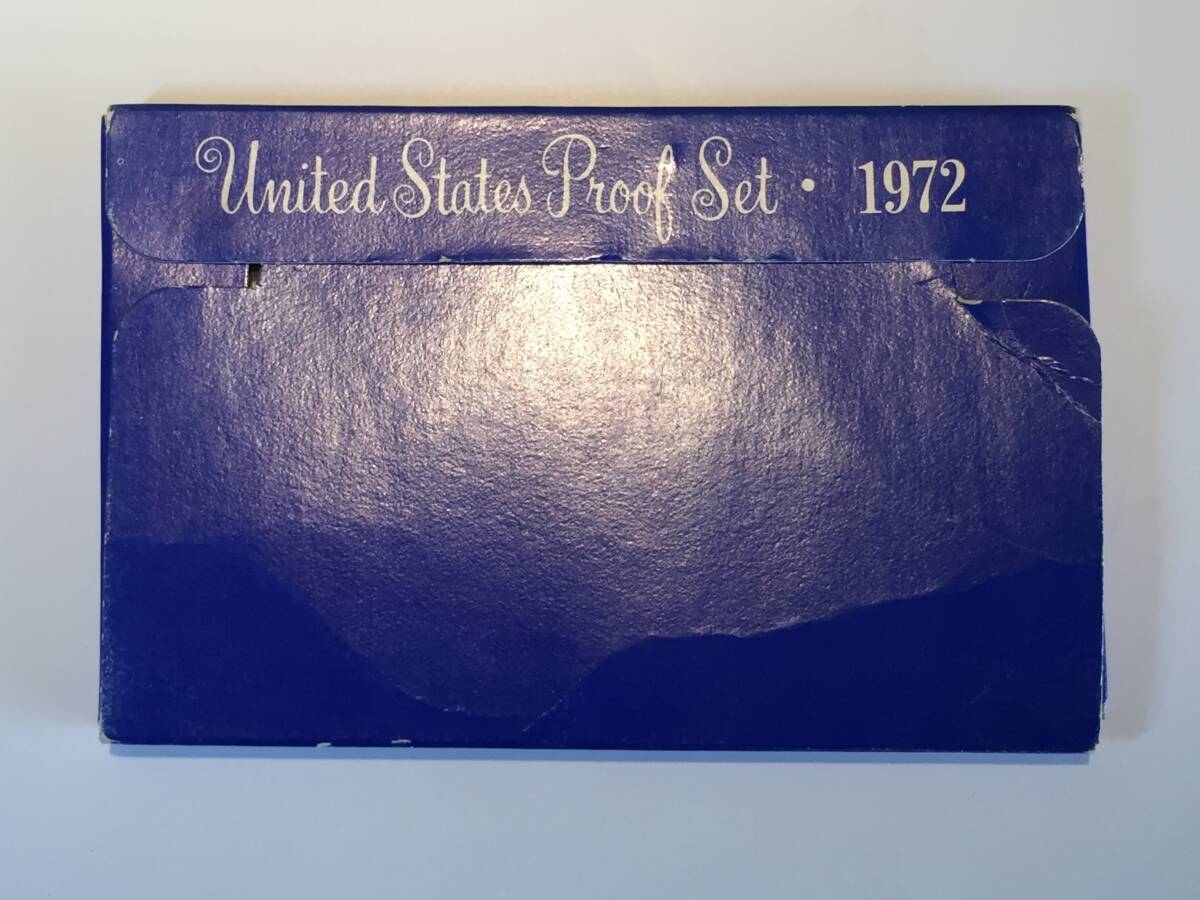 United States Proof Set • 1972